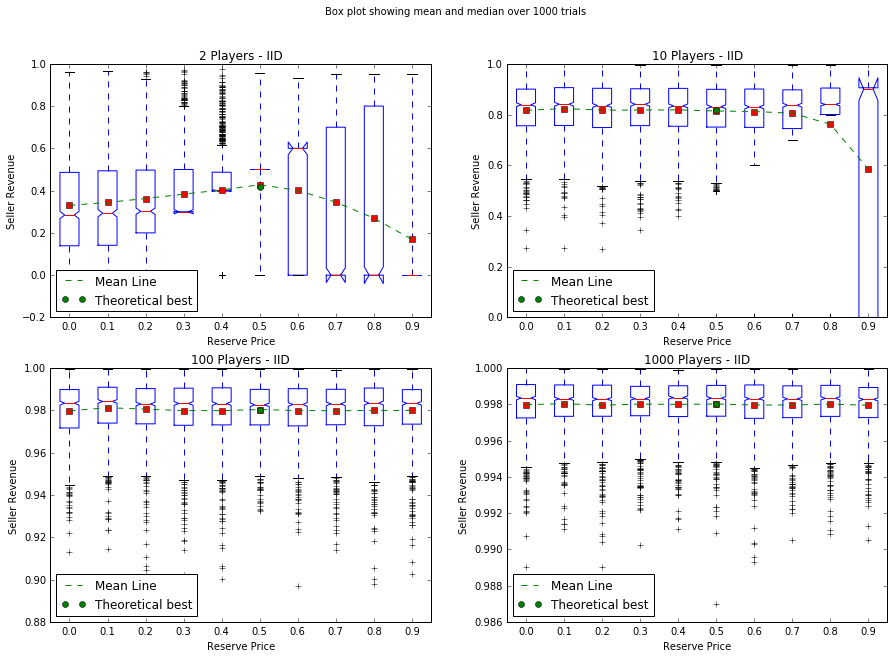 Box plot showing mean and median over 1000 trials
2 Players - IID
1.0
0.8
0.6
0.4
0.2
0.0
−0.2
Seller Revenue
Mean Line
Theoretical best
0.0 0.1 0.2 0.3 0.4 0.5 0.6 0.7 0.8 0.9
Reserve Price
10 Players - IID
1.0
0.8
0.6
0.4
0.2
0.0
Seller Revenue
Mean Line
Theoretical best
0.0 0.1 0.2 0.3 0.4 0.5 0.6 0.7 0.8 0.9
Reserve Price
100 Players - IID
1.00
0.98
0.96
0.94
0.92
0.90
0.88
Seller Revenue
Mean Line
Theoretical best
0.0 0.1 0.2 0.3 0.4 0.5 0.6 0.7 0.8 0.9
Reserve Price
1000 Players - IID
1.000
0.998
0.996
0.994
0.992
0.990
0.988
0.986
Seller Revenue
Mean Line
Theoretical best
0.0 0.1 0.2 0.3 0.4 0.5 0.6 0.7 0.8 0.9
Reserve Price